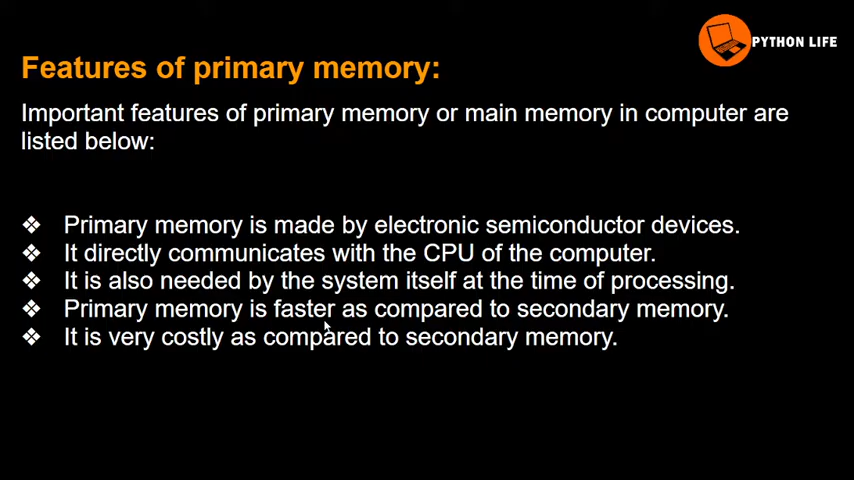 PYTHON LIFE
Features of primary memory:
Important features of primary memory or main memory in computer are
listed below:
❖ Primary memory is made by electronic semiconductor devices.
❖ It directly communicates with the CPU of the computer.
❖ It is also needed by the system itself at the time of processing.
❖ Primary memory is faster as compared to secondary memory.
❖ It is very costly as compared to secondary memory.